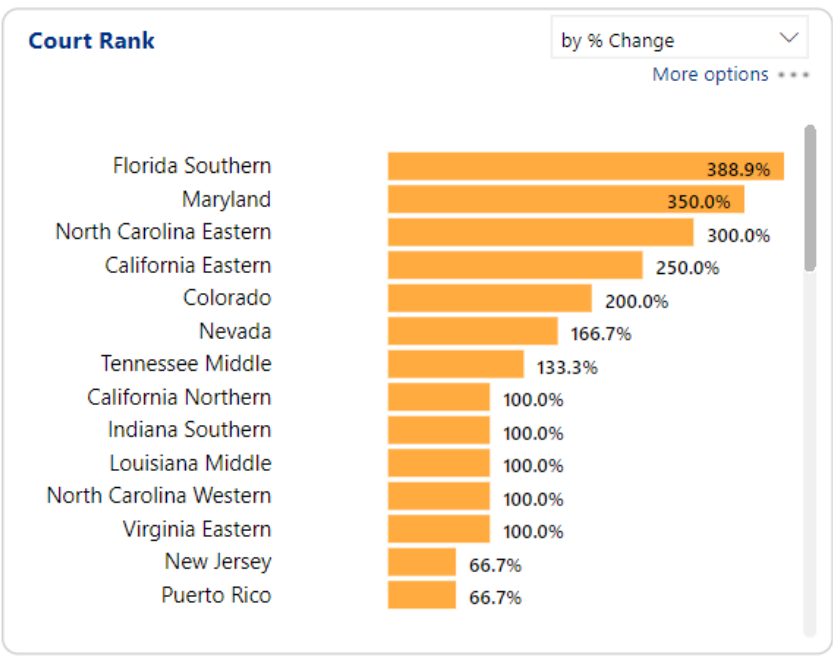 Court Rank
by % Change
More options
Florida Southern 388.9%
Maryland 350.0%
North Carolina Eastern 300.0%
California Eastern 250.0%
Colorado 200.0%
Nevada 166.7%
Tennessee Middle 133.3%
California Northern 100.0%
Indiana Southern 100.0%
Louisiana Middle 100.0%
North Carolina Western 100.0%
Virginia Eastern 100.0%
New Jersey 66.7%
Puerto Rico 66.7%